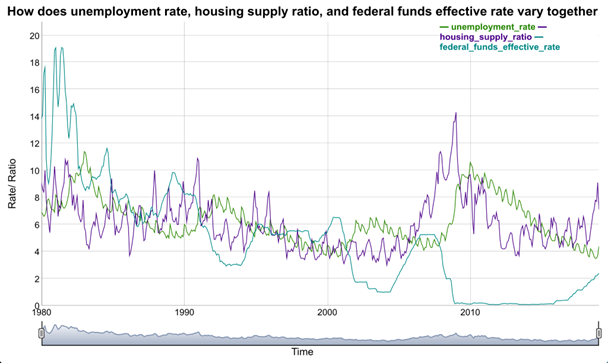 How does unemployment rate, housing supply ratio, and federal funds effective rate vary together
unemployment_rate
housing_supply_ratio
federal_funds_effective_rate
20
18
16
14
12
10
8
6
4
2
0
Rate/ Ratio
1980
1990
2000
2010
Time